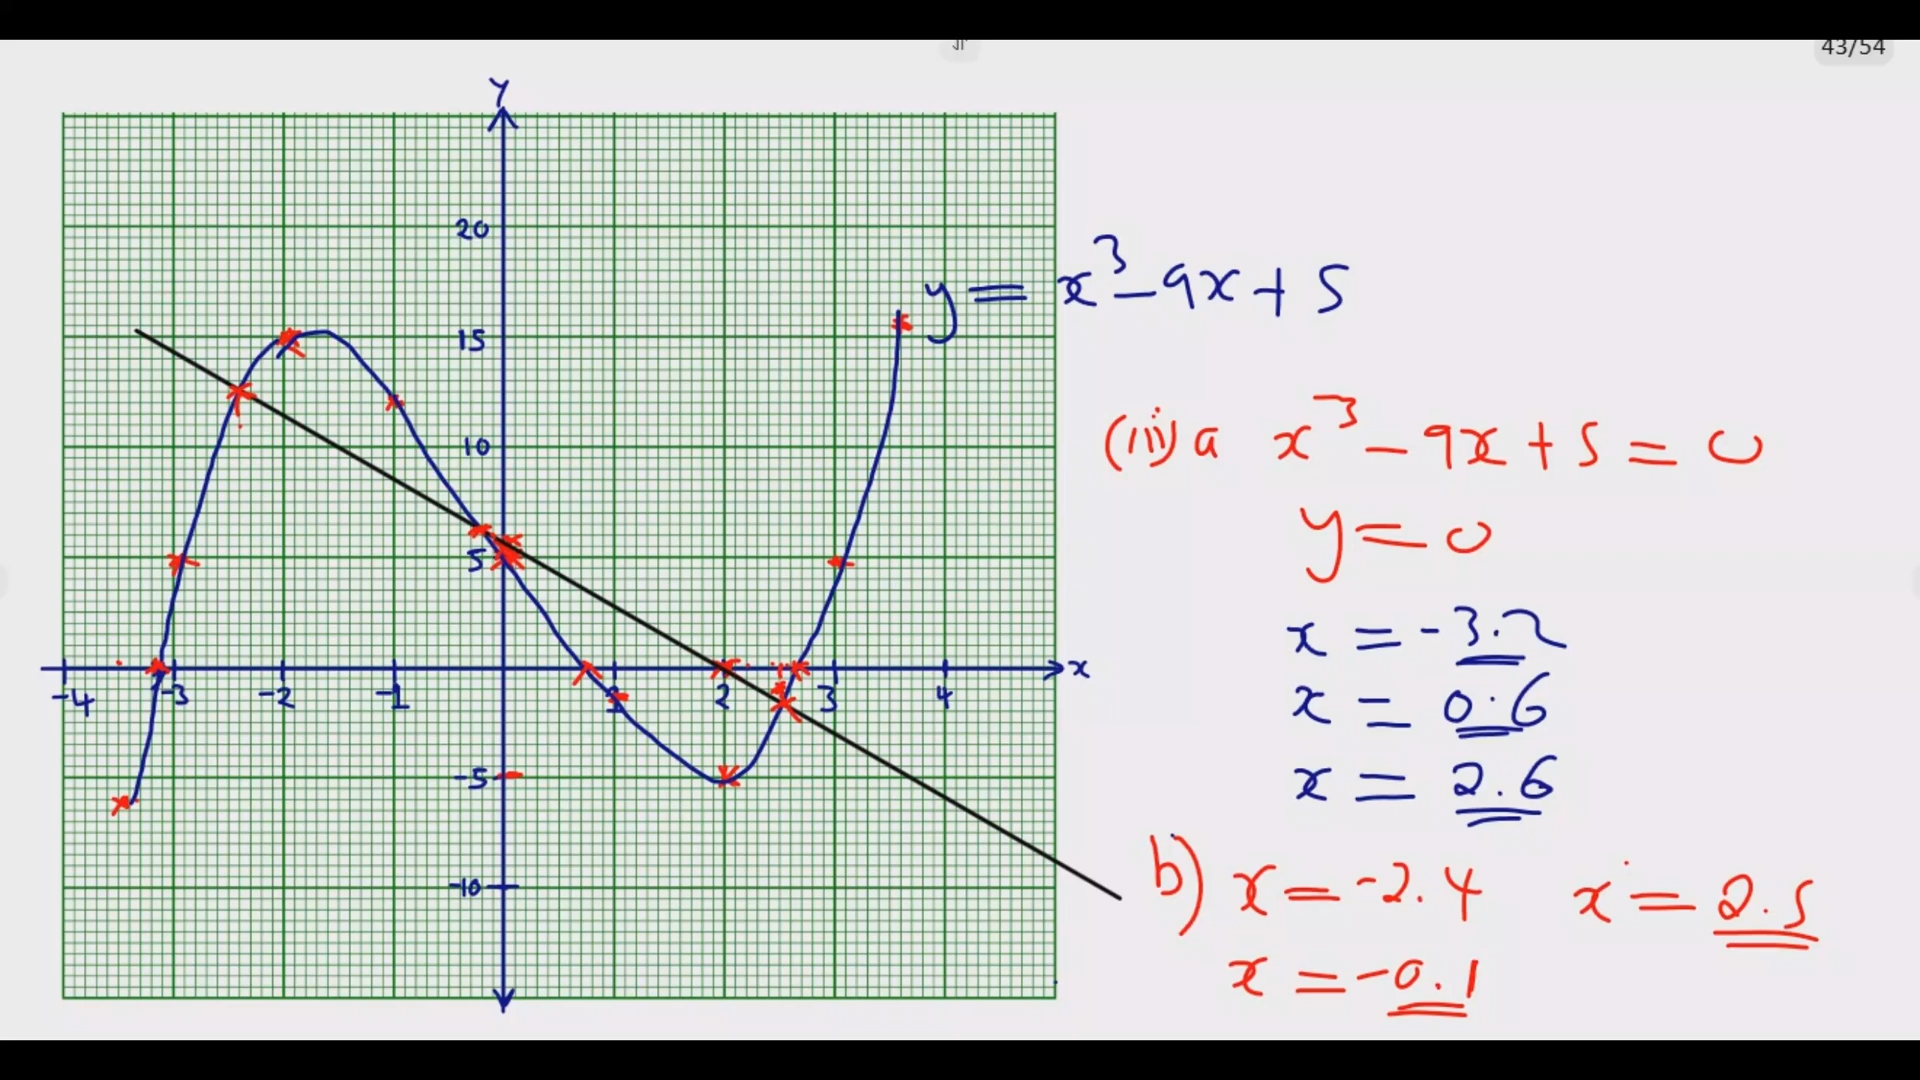 43/54
y
20
y = x³ - 9x + 5
15
10
(iii) a x³ - 9x + 5 = 0
y = 0
5
x = -3.2
-4 -3 -2 -1 1 2 3 4 x
x = 0.6
-5
x = 2.6
-10
b) x = -2.4 x = 2.5
x = -0.1